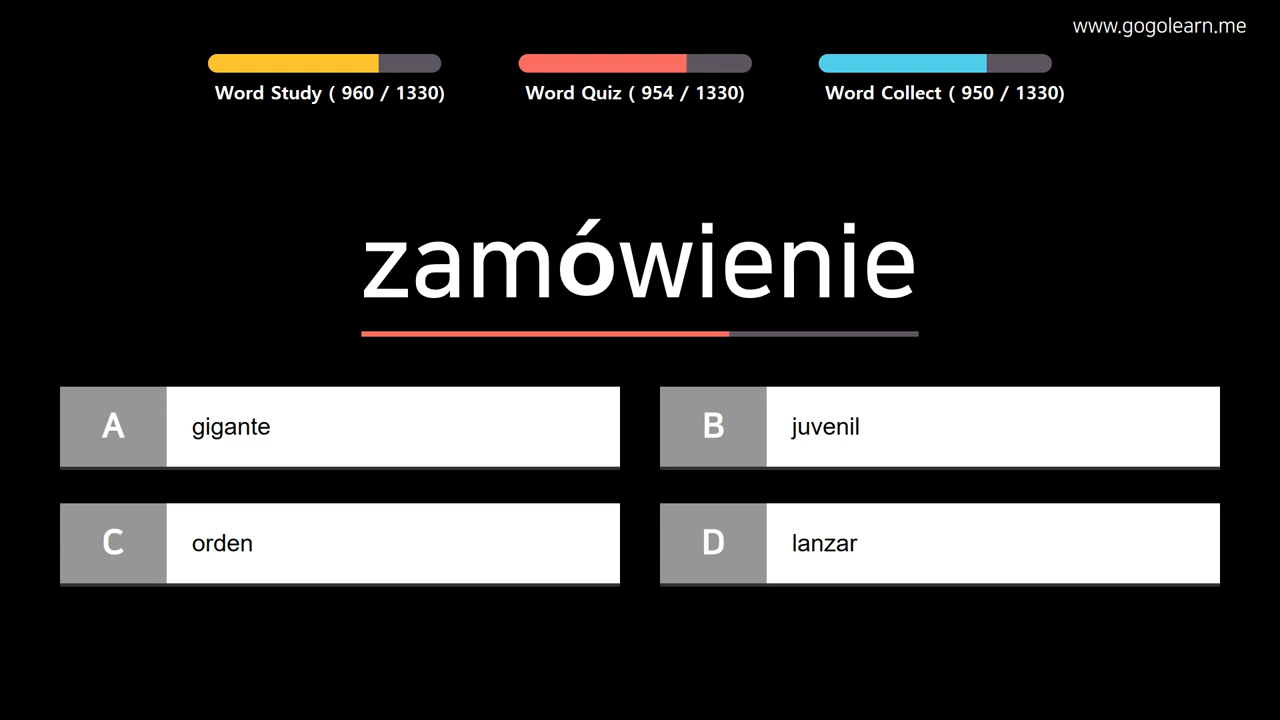 www.gogolearn.me
Word Study ( 960 / 1330)
Word Quiz ( 954 / 1330)
Word Collect ( 950 / 1330)
zamówienie
A gigante
B juvenil
C orden
D lanzar